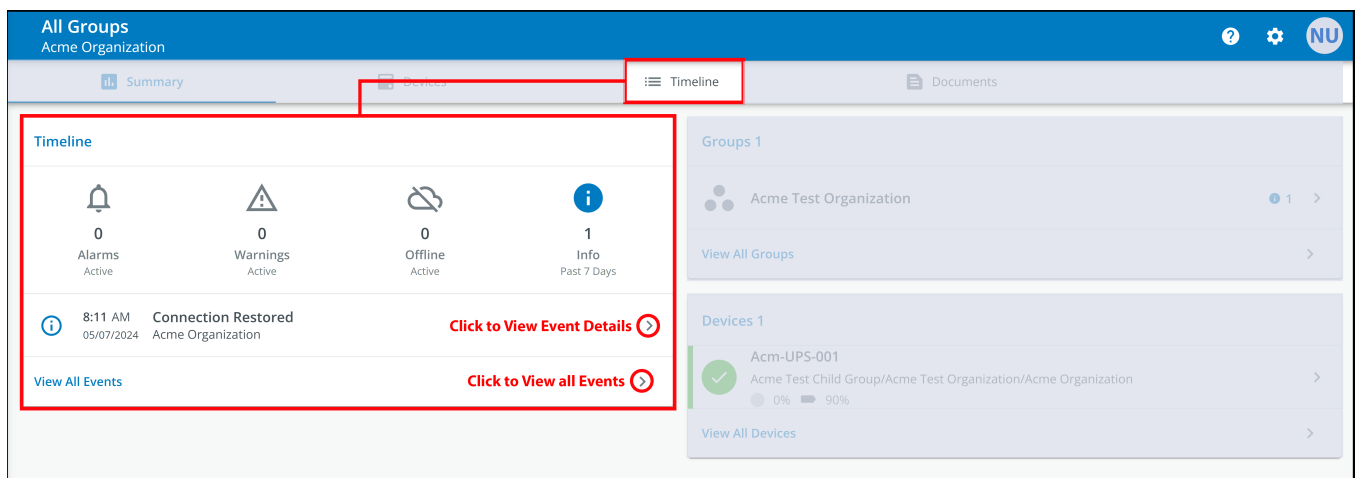 All Groups
Acme Organization
NU
Summary
Devices
Timeline
Documents
Timeline
0
Alarms
Active
0
Warnings
Active
0
Offline
Active
1
Info
Past 7 Days
8:11 AM
05/07/2024
Connection Restored
Acme Organization
Click to View Event Details
View All Events
Click to View all Events
Groups 1
Acme Test Organization
1
View All Groups
Devices 1
Acm-UPS-001
Acme Test Child Group/Acme Test Organization/Acme Organization
0% 90%
View All Devices